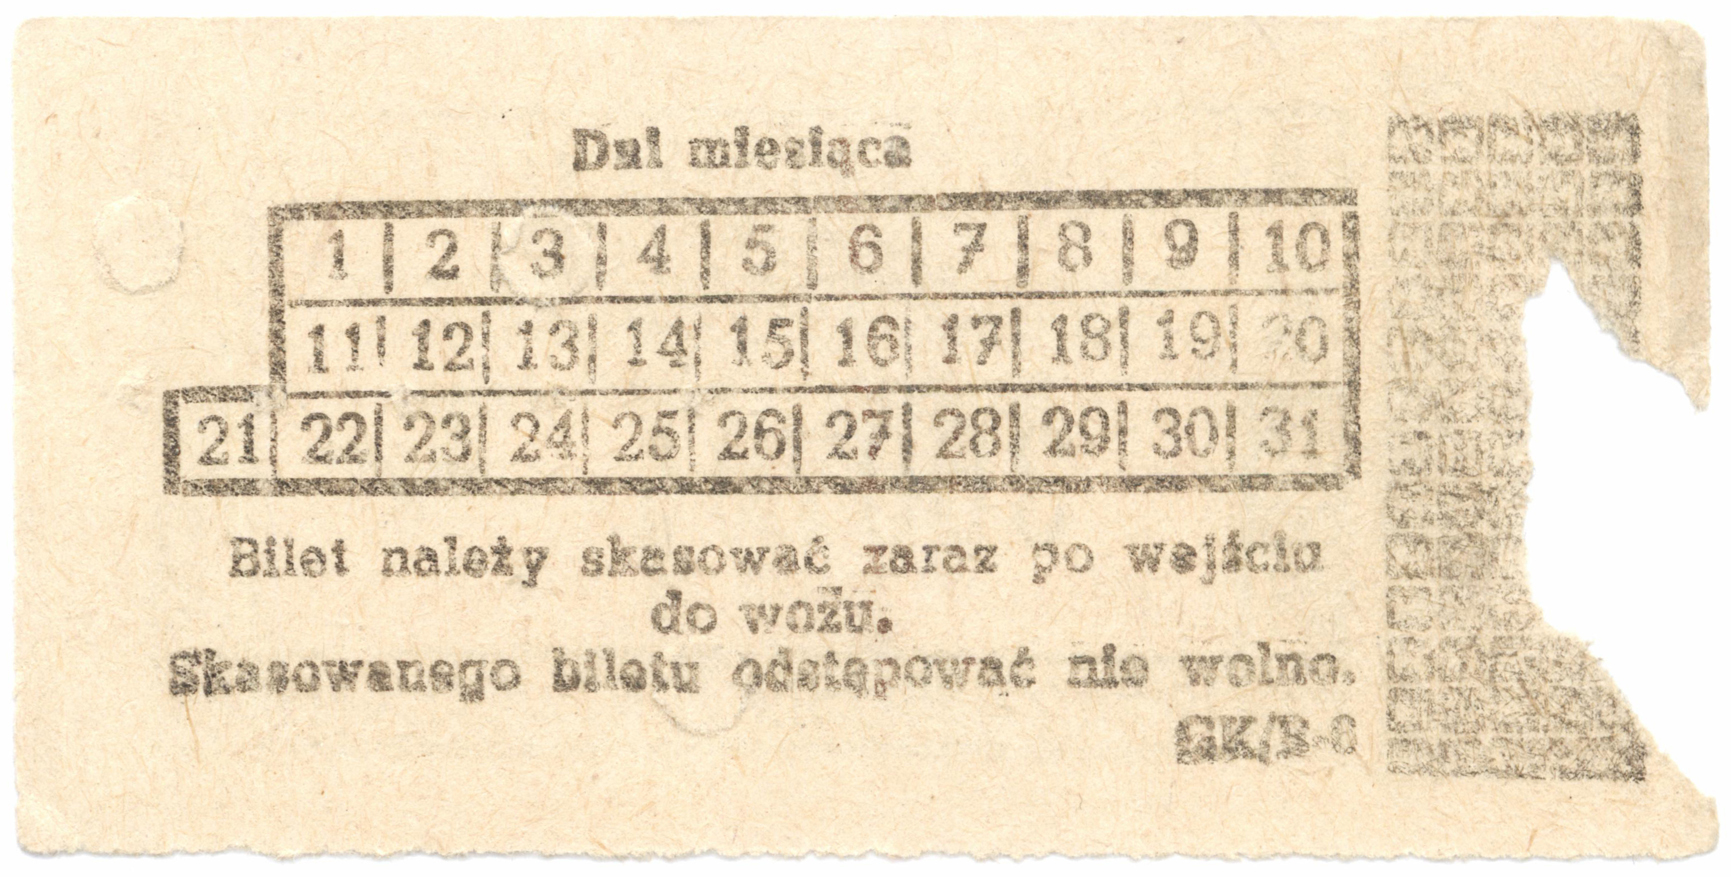 Dni miesiąca
1 2 3 4 5 6 7 8 9 10
11 12 13 14 15 16 17 18 19 20
21 22 23 24 25 26 27 28 29 30 31
Bilet należy skasować zaraz po wejściu
do wozu.
Skasowanego biletu odstępować nie wolno.
GK/B-6